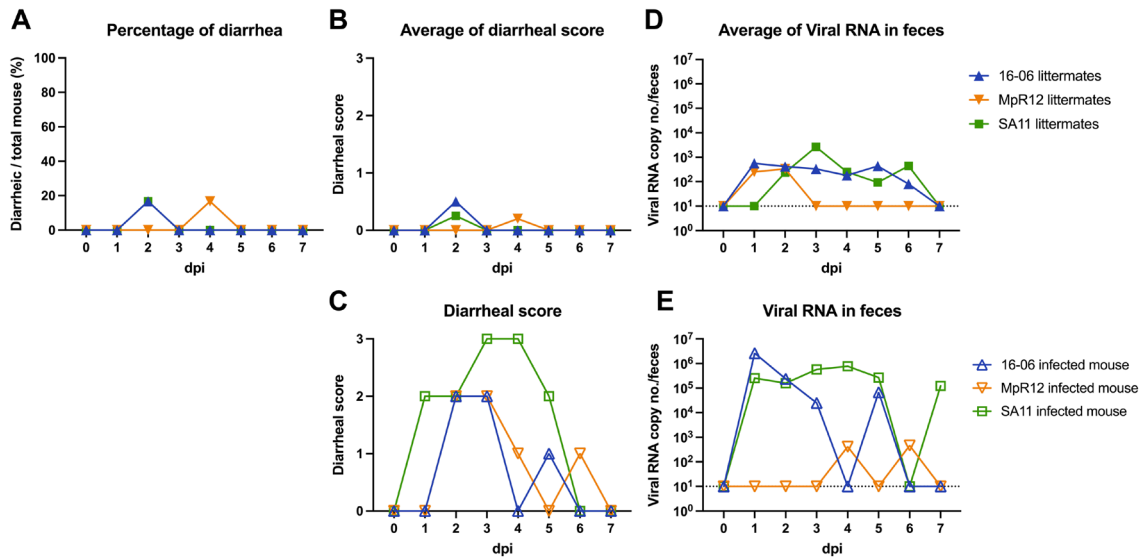 A
Percentage of diarrhea
Diarrheic / total mouse (%)
100
80
60
40
20
0
0 1 2 3 4 5 6 7
dpi
B
Average of diarrheal score
Diarrheal score
3
2
1
0
0 1 2 3 4 5 6 7
dpi
D
Average of Viral RNA in feces
Viral RNA copy no./feces
10⁷
10⁶
10⁵
10⁴
10³
10²
10¹
10⁰
0 1 2 3 4 5 6 7
dpi
16-06 littermates
MpR12 littermates
SA11 littermates
C
Diarrheal score
Diarrheal score
3
2
1
0
0 1 2 3 4 5 6 7
dpi
E
Viral RNA in feces
Viral RNA copy no./feces
10⁷
10⁶
10⁵
10⁴
10³
10²
10¹
10⁰
0 1 2 3 4 5 6 7
dpi
16-06 infected mouse
MpR12 infected mouse
SA11 infected mouse